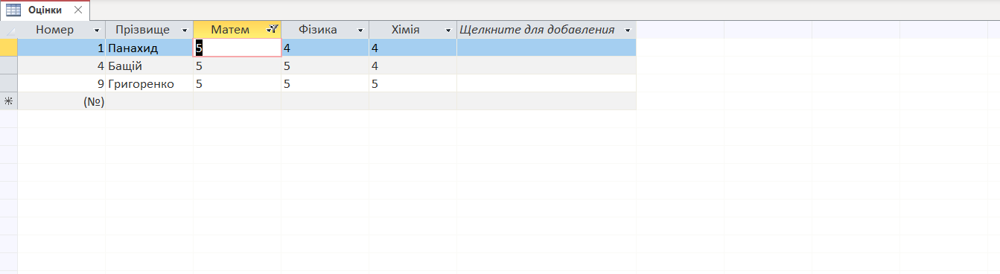 Оцінки
Номер Прізвище Матем Фізика Хімія Щелкните для добавления
1 Панахид 5 4 4
4 Бащій 5 5 4
9 Григоренко 5 5 5
(№)